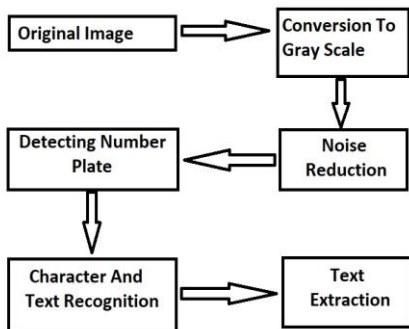 Original Image
Conversion To
Gray Scale
Noise
Reduction
Detecting Number
Plate
Character And
Text Recognition
Text
Extraction